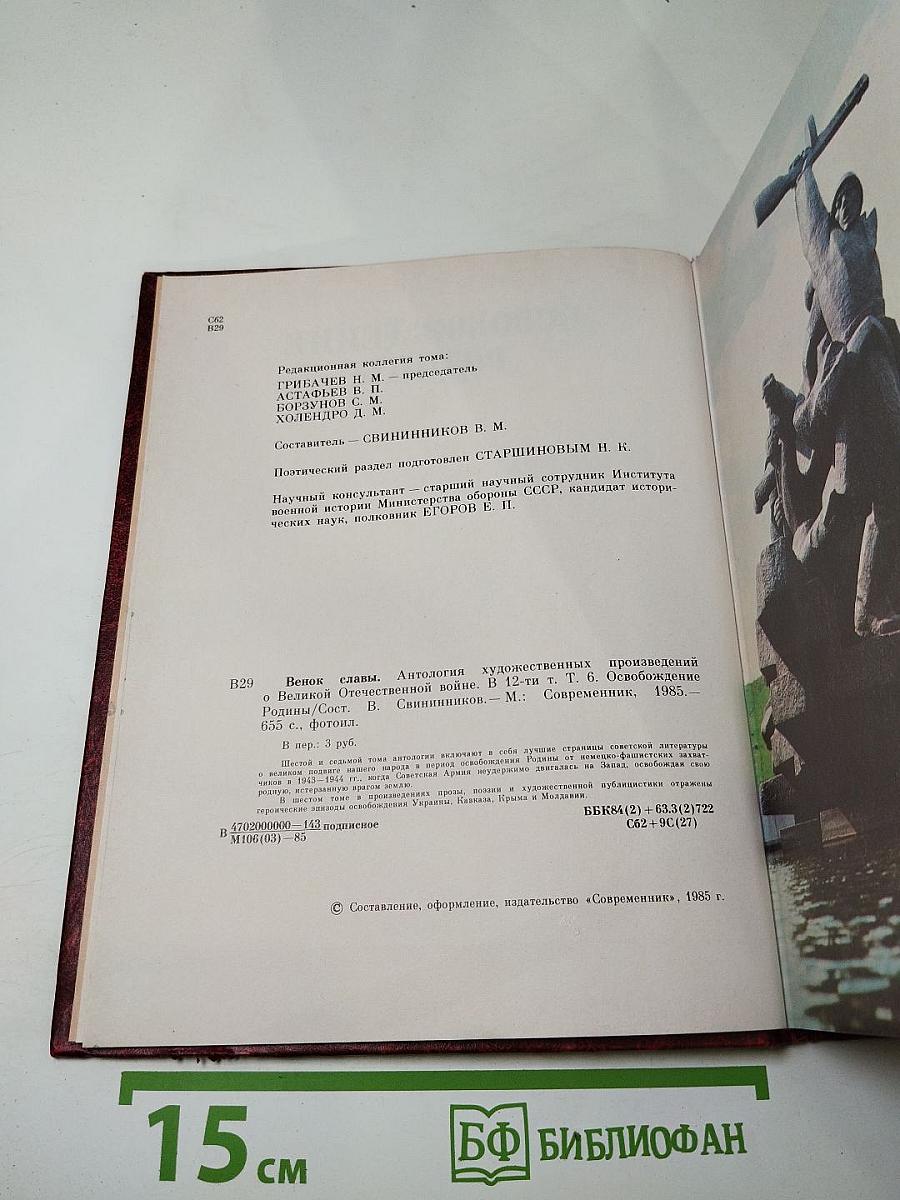 С62
В29
Редакционная коллегия тома:
ГРИБАЧЕВ Н. М. — председатель
АСТАФЬЕВ В. П.
БОРЗУНОВ С. М.
ХОЛЕНДРО Д. М.
Составитель — СВИНИННИКОВ В. М.
Поэтический раздел подготовлен СТАРШИНОВЫМ Н. К.
Научный консультант — старший научный сотрудник Института
военной истории Министерства обороны СССР, кандидат истори-
ческих наук, полковник ЕГОРОВ Е. П.
В29 Венок славы. Антология художественных произведений
о Великой Отечественной войне. В 12-ти т. Т. 6. Освобождение
Родины/Сост. В. Свининников.— М.: Современник, 1985.—
655 с., фотоил.
В пер.: 3 руб.
Шестой и седьмой тома антологии включают в себя лучшие страницы советской литературы
о великом подвиге нашего народа в период освобождения Родины от немецко-фашистских захват-
чиков в 1943—1944 гг., когда Советская Армия неудержимо двигалась на Запад, освобождая свою
родную, истерзанную врагом землю.
В шестом томе в произведениях прозы, поэзии и художественной публицистики отражены
героические эпизоды освобождения Украины, Кавказа, Крыма и Молдавии.
В 4702000000—143 подписное
М106(03)—85
ББК84(2)+63.3(2)722
С62+9С(27)
© Составление, оформление, издательство «Современник», 1985 г.
15 см
БФ БИБЛИОФАН